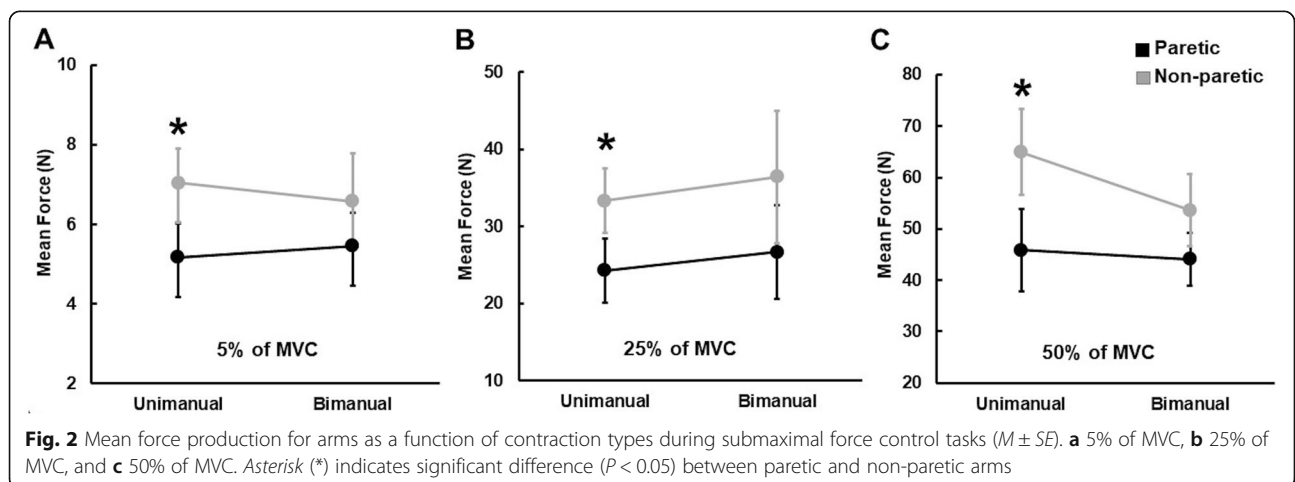 A
B
C
Paretic
Non-paretic
Mean Force (N)
10
8
6
4
2
*
5% of MVC
Unimanual
Bimanual
Mean Force (N)
50
40
30
20
10
*
25% of MVC
Unimanual
Bimanual
Mean Force (N)
80
70
60
50
40
30
20
*
50% of MVC
Unimanual
Bimanual
Fig. 2 Mean force production for arms as a function of contraction types during submaximal force control tasks (M ± SE). a 5% of MVC, b 25% of
MVC, and c 50% of MVC. Asterisk (*) indicates significant difference (P < 0.05) between paretic and non-paretic arms